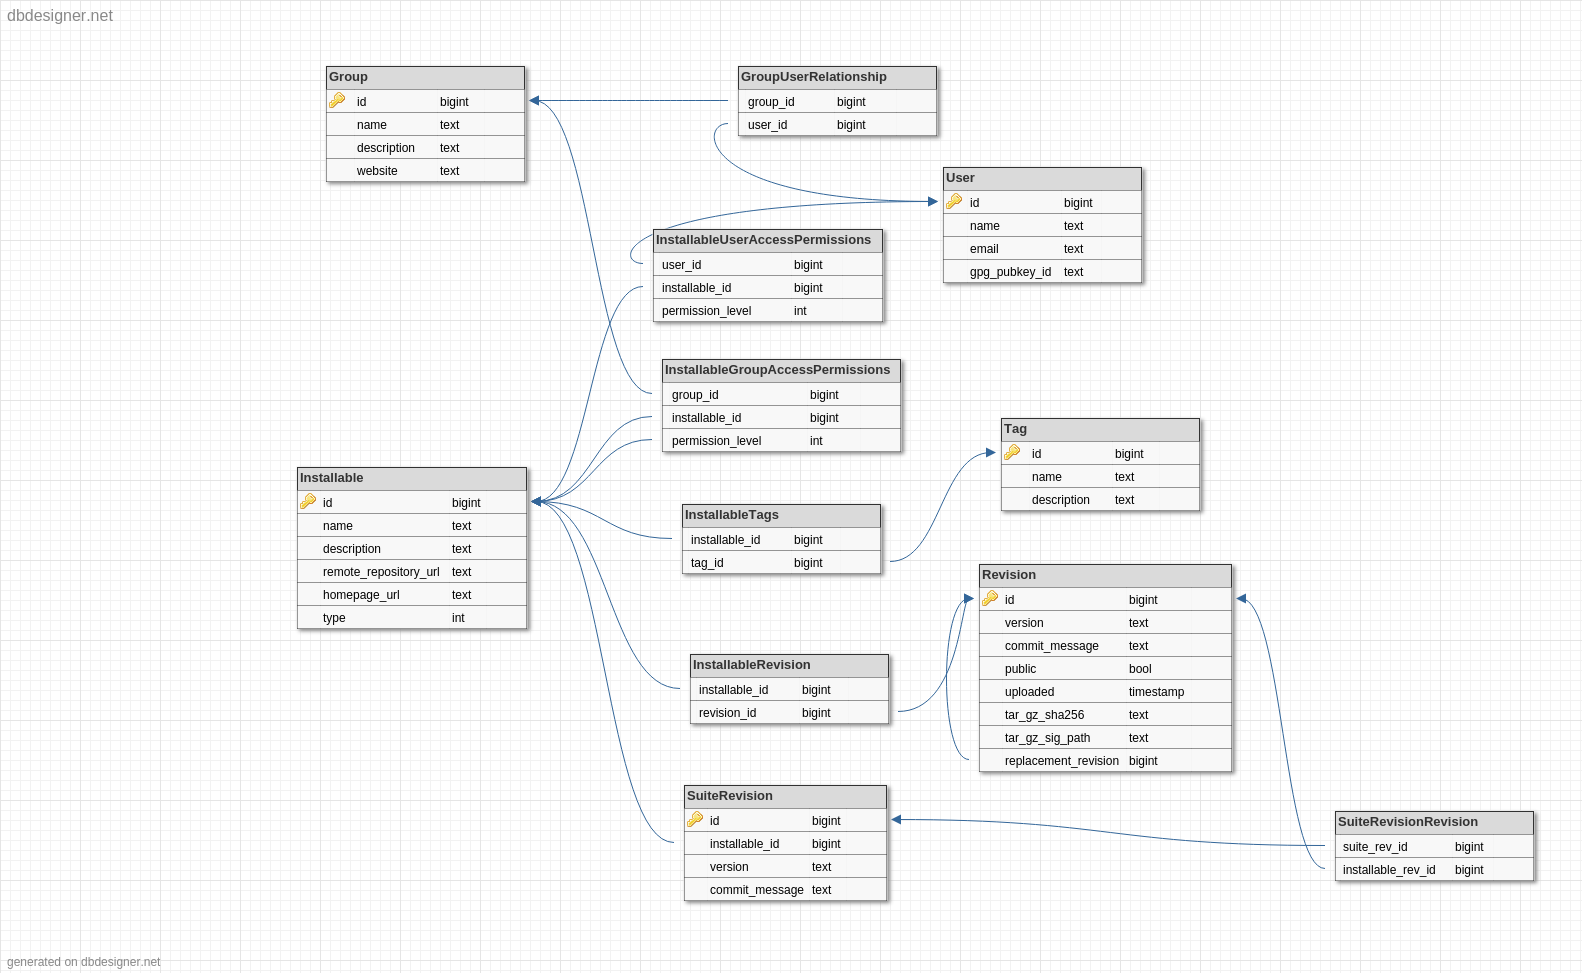 dbdesigner.net
Group
id bigint
name text
description text
website text
GroupUserRelationship
group_id bigint
user_id bigint
User
id bigint
name text
email text
gpg_pubkey_id text
InstallableUserAccessPermissions
user_id bigint
installable_id bigint
permission_level int
InstallableGroupAccessPermissions
group_id bigint
installable_id bigint
permission_level int
Tag
id bigint
name text
description text
Installable
id bigint
name text
description text
remote_repository_url text
homepage_url text
type int
InstallableTags
installable_id bigint
tag_id bigint
Revision
id bigint
version text
commit_message text
public bool
uploaded timestamp
tar_gz_sha256 text
tar_gz_sig_path text
replacement_revision bigint
InstallableRevision
installable_id bigint
revision_id bigint
SuiteRevision
id bigint
installable_id bigint
version text
commit_message text
SuiteRevisionRevision
suite_rev_id bigint
installable_rev_id bigint
generated on dbdesigner.net